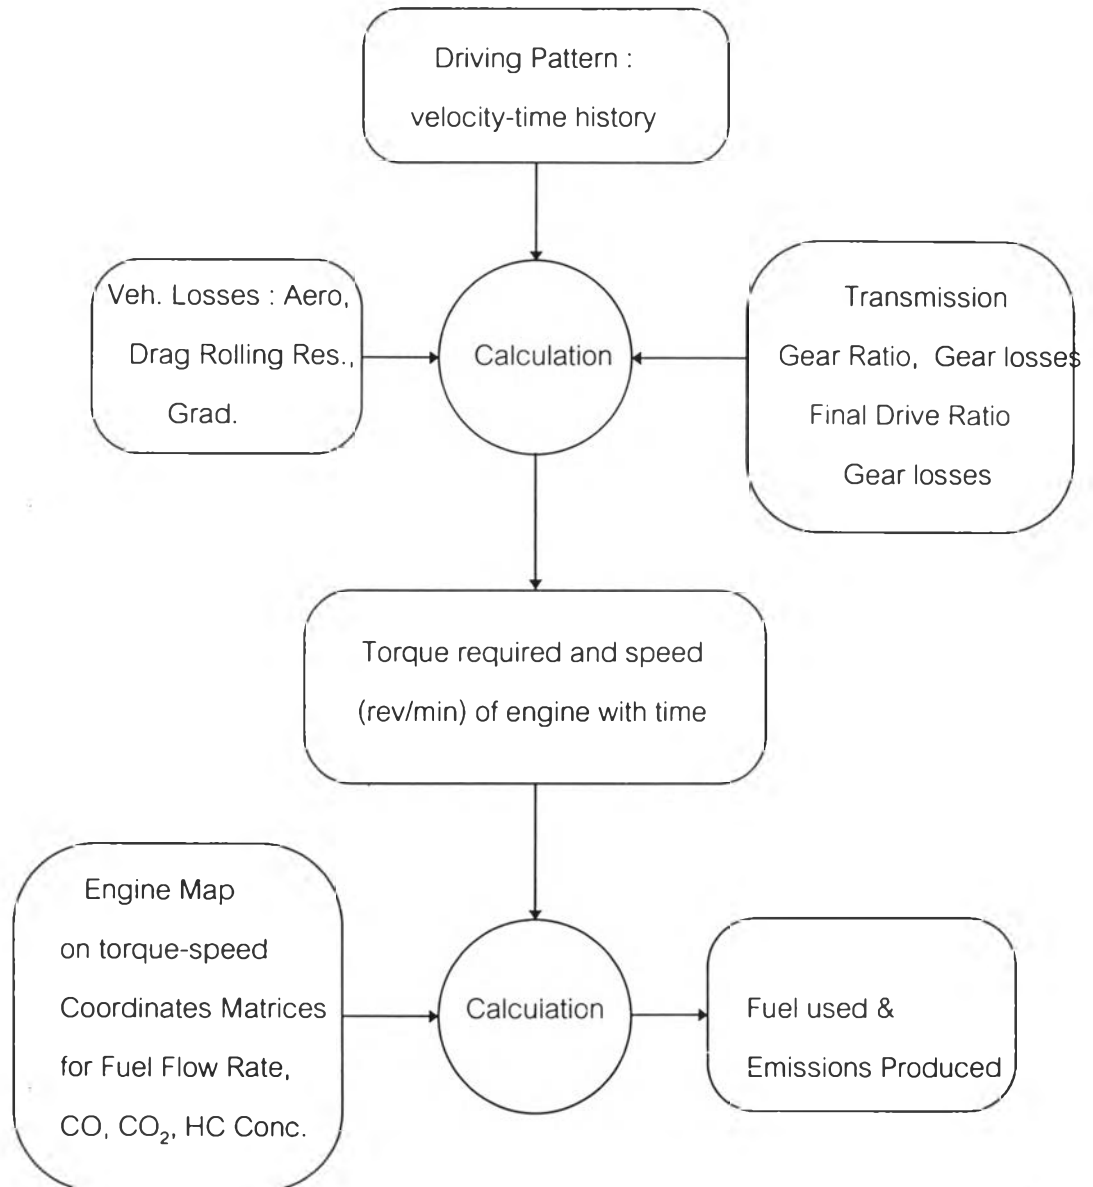 Driving Pattern :
velocity-time history
Veh. Losses : Aero,
Drag Rolling Res.,
Grad.
Calculation
Transmission
Gear Ratio, Gear losses
Final Drive Ratio
Gear losses
Torque required and speed
(rev/min) of engine with time
Engine Map
on torque-speed
Coordinates Matrices
for Fuel Flow Rate,
CO, CO₂, HC Conc.
Calcuiation
Fuel used &
Emissions Produced